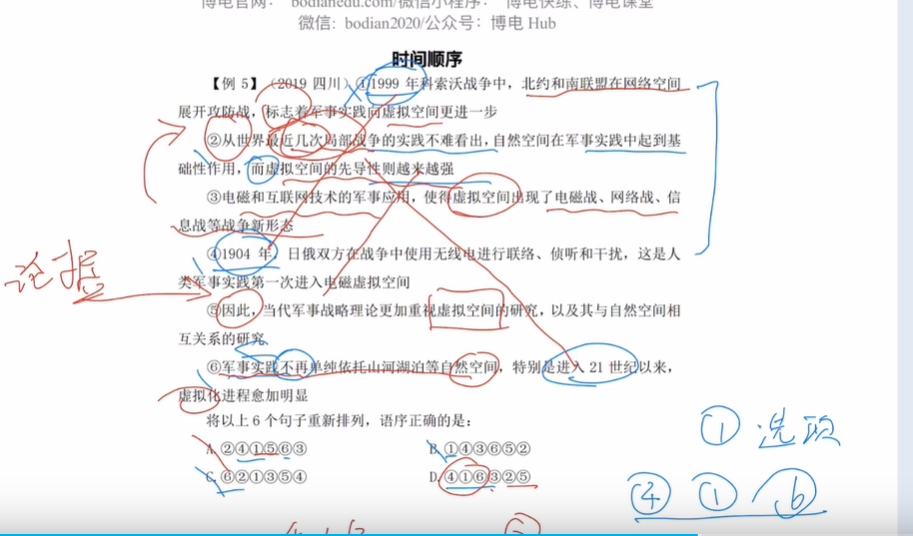 博电官网： bodianedu.com/微信小程序： 博电快练、博电课堂
微信: bodian2020/公众号：博电 Hub
时间顺序
【例 5】（2019 四川）①1999 年科索沃战争中，北约和南联盟在网络空间
展开攻防战，标志着军事实践向虚拟空间更进一步
②从世界最近几次局部战争的实践不难看出，自然空间在军事实践中起到基
础性作用，而虚拟空间的先导性则越来越强
③电磁和互联网技术的军事应用，使得虚拟空间出现了电磁战、网络战、信
息战等战争新形态
④1904 年，日俄双方在战争中使用无线电进行联络、侦听和干扰，这是人
类军事实践第一次进入电磁虚拟空间
论据
⑤因此，当代军事战略理论更加重视虚拟空间的研究，以及其与自然空间相
互关系的研究
⑥军事实践不再单纯依托山河湖泊等自然空间，特别是进入 21 世纪以来，
虚拟化进程愈加明显
将以上 6 个句子重新排列，语序正确的是：
A. ②④①⑤⑥③ B. ①④③⑥⑤②
C. ⑥②①③⑤④ D. ④①⑥③②⑤
① 选项
④ ① 6